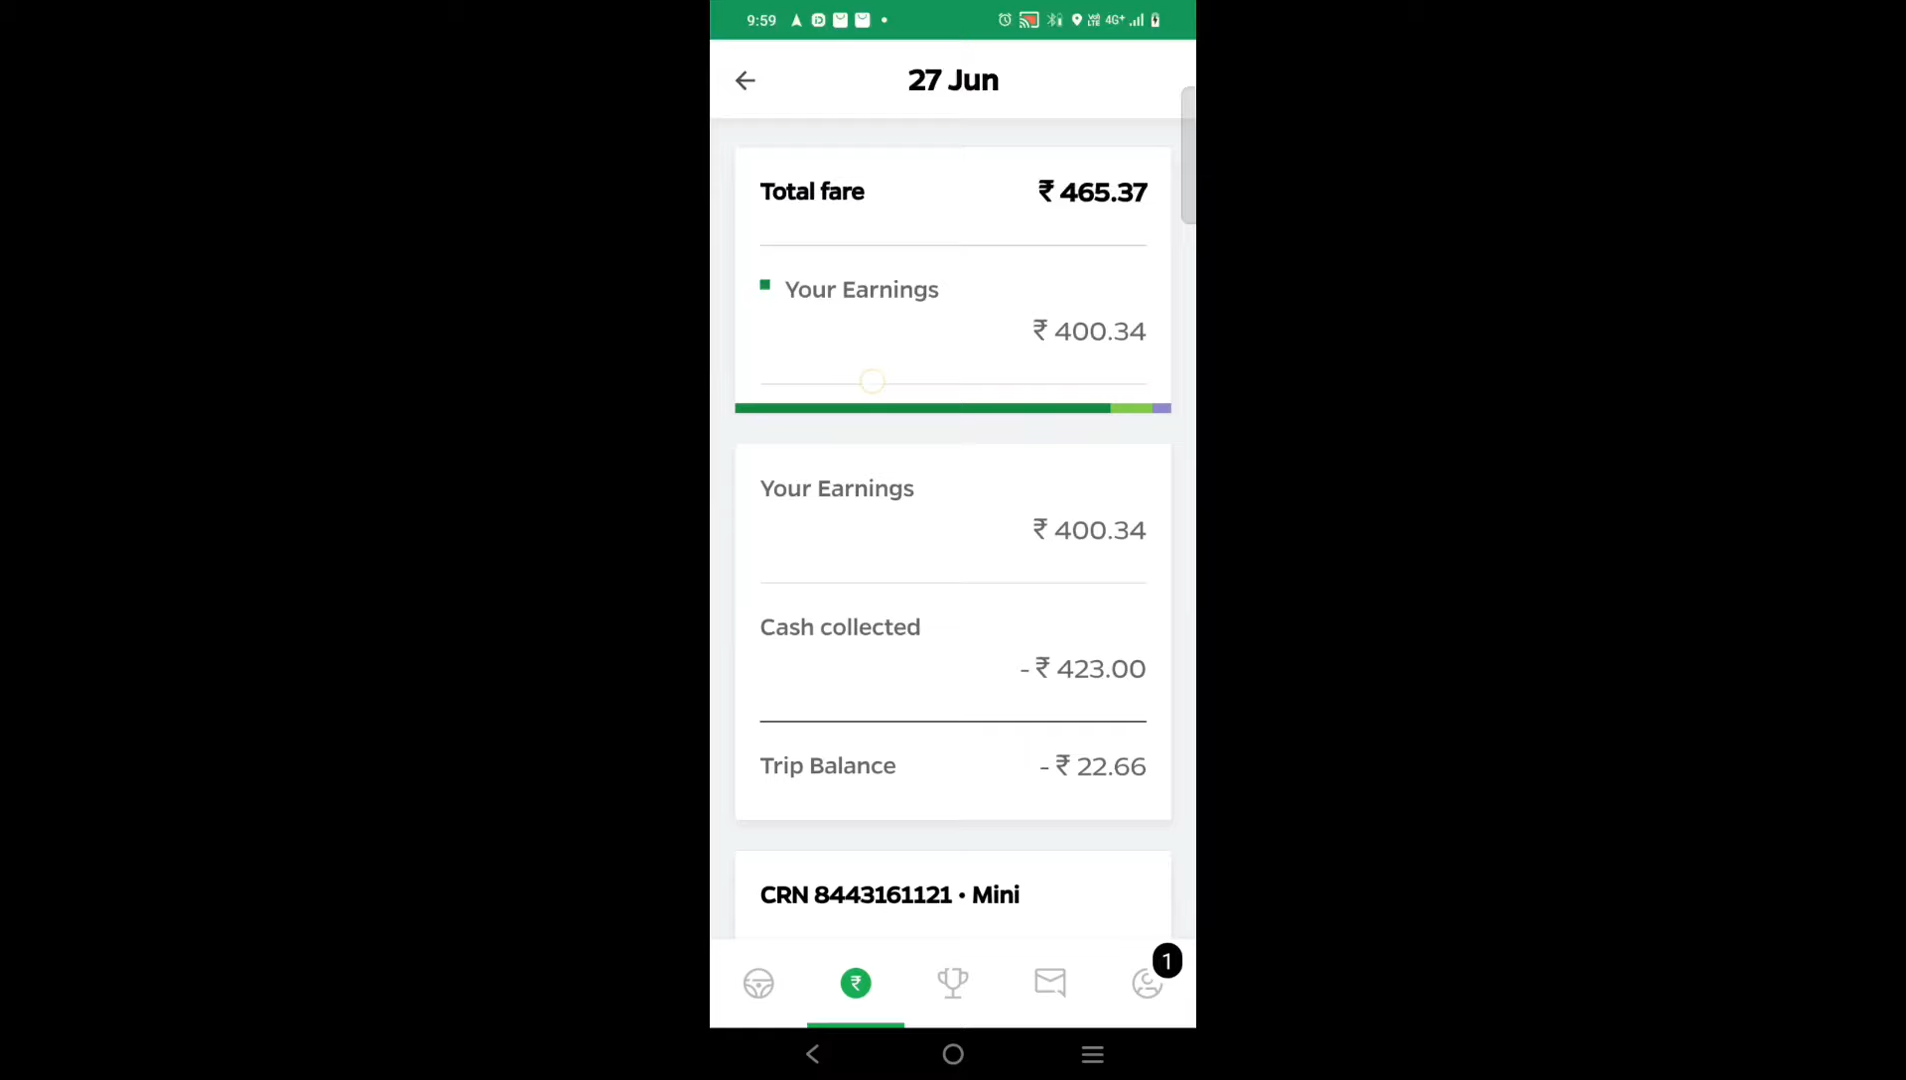 9:59
4G+
27 Jun
Total fare
₹ 465.37
Your Earnings
₹ 400.34
Your Earnings
₹ 400.34
Cash collected
- ₹ 423.00
Trip Balance
- ₹ 22.66
CRN 8443161121 • Mini
1
₹